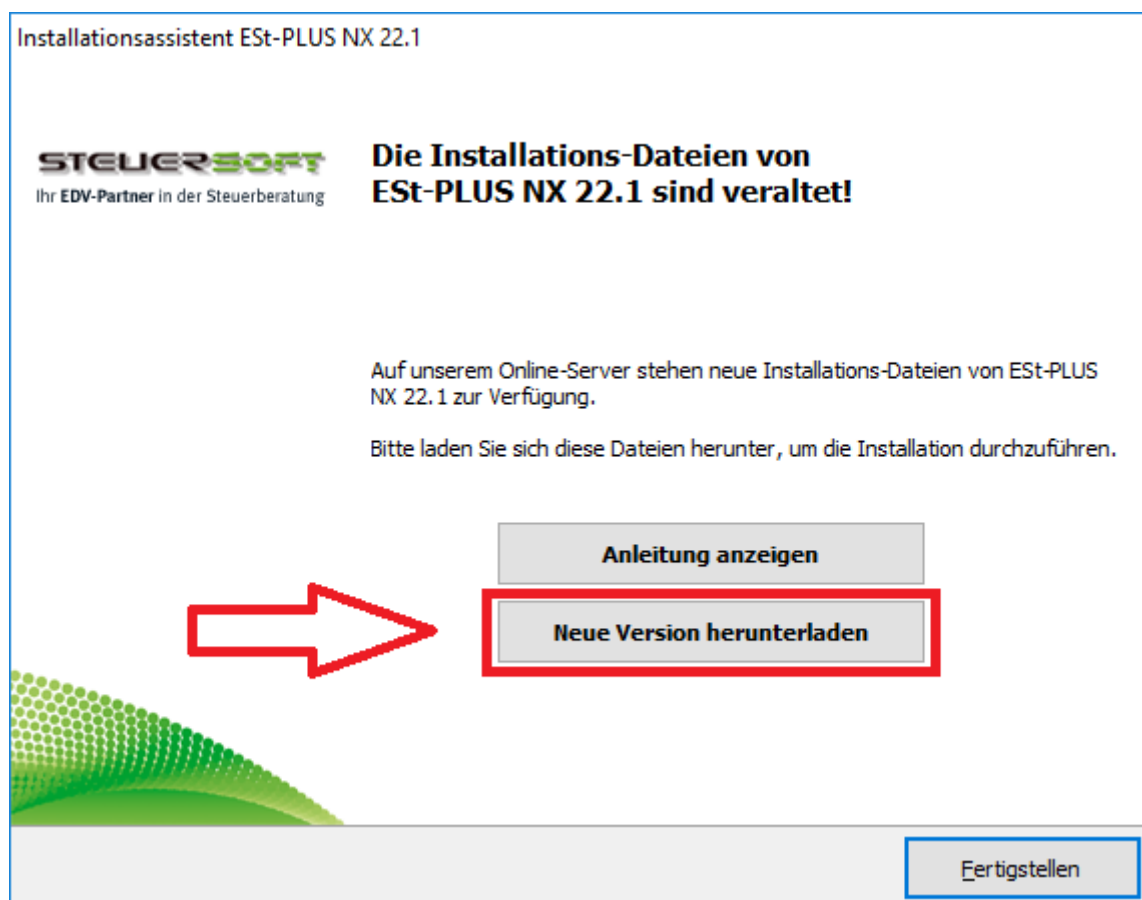 Installationsassistent ESt-PLUS NX 22.1
STEUERSOFT
Ihr EDV-Partner in der Steuerberatung
Die Installations-Dateien von
ESt-PLUS NX 22.1 sind veraltet!
Auf unserem Online-Server stehen neue Installations-Dateien von ESt-PLUS
NX 22.1 zur Verfügung.
Bitte laden Sie sich diese Dateien herunter, um die Installation durchzuführen.
Anleitung anzeigen
Neue Version herunterladen
Fertigstellen